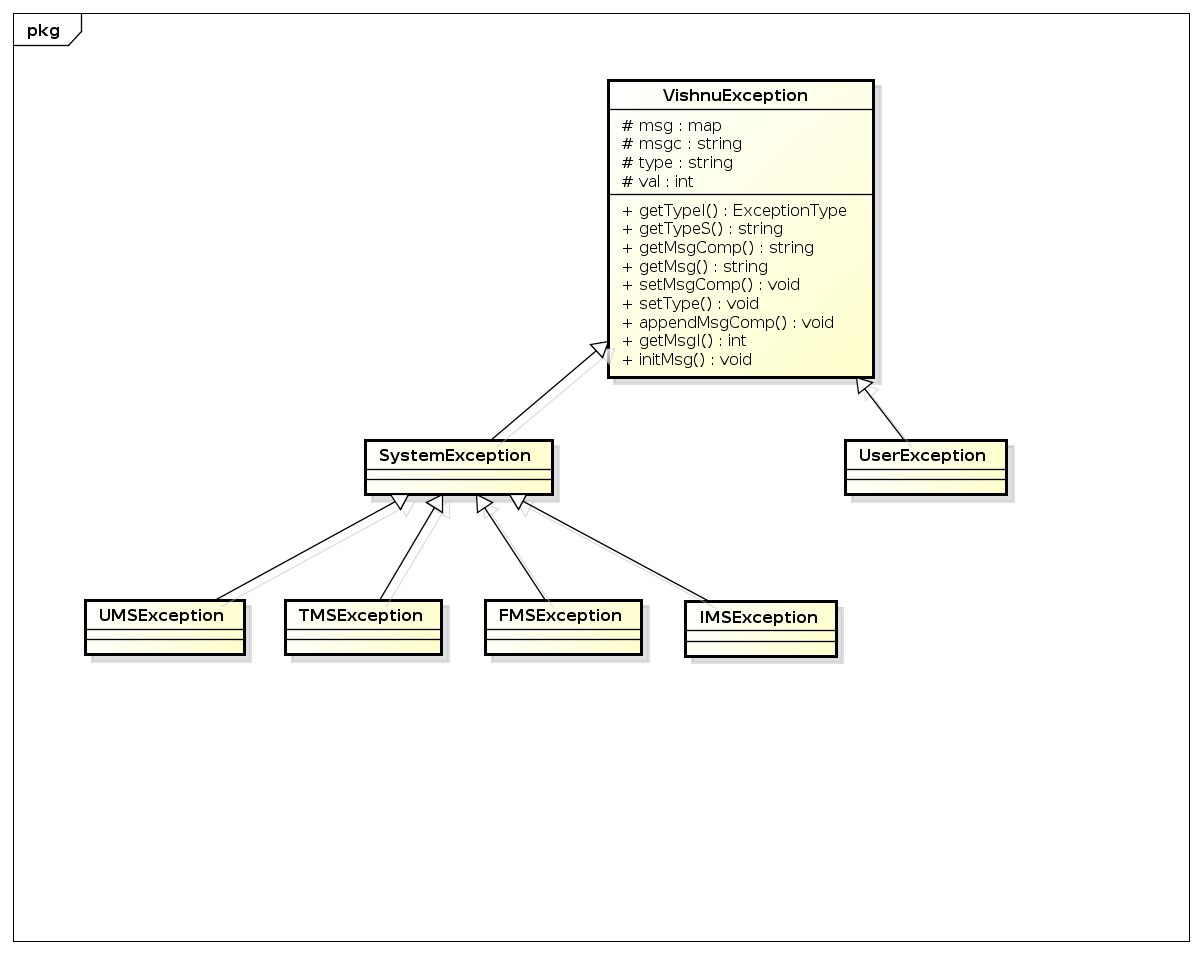 pkg
VishnuException
# msg : map
# msgc : string
# type : string
# val : int
+ getTypeI() : ExceptionType
+ getTypeS() : string
+ getMsgComp() : string
+ getMsg() : string
+ setMsgComp() : void
+ setType() : void
+ appendMsgComp() : void
+ getMsgI() : int
+ initMsg() : void
SystemException
UserException
UMSException
TMSException
FMSException
IMSException